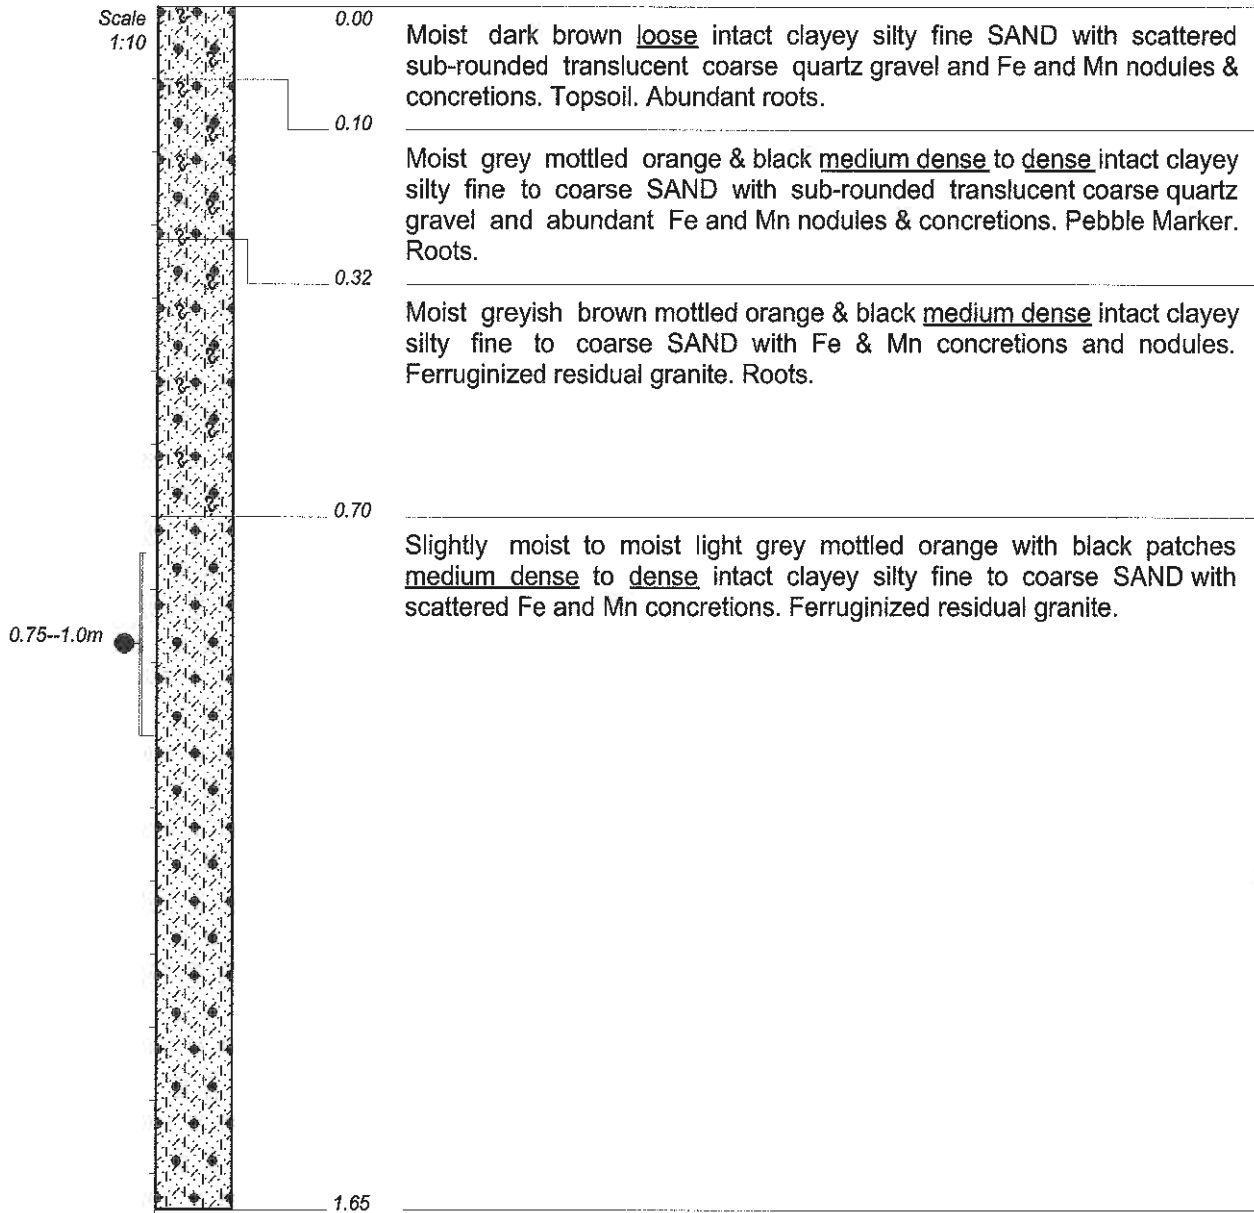 Scale
1:10
0.00
Moist dark brown loose intact clayey silty fine SAND with scattered
sub-rounded translucent coarse quartz gravel and Fe and Mn nodules &
concretions. Topsoil. Abundant roots.
0.10
Moist grey mottled orange & black medium dense to dense intact clayey
silty fine to coarse SAND with sub-rounded translucent coarse quartz
gravel and abundant Fe and Mn nodules & concretions. Pebble Marker.
Roots.
0.32
Moist greyish brown mottled orange & black medium dense intact clayey
silty fine to coarse SAND with Fe & Mn concretions and nodules.
Ferruginized residual granite. Roots.
0.70
Slightly moist to moist light grey mottled orange with black patches
medium dense to dense intact clayey silty fine to coarse SAND with
scattered Fe and Mn concretions. Ferruginized residual granite.
0.75--1.0m
1.65